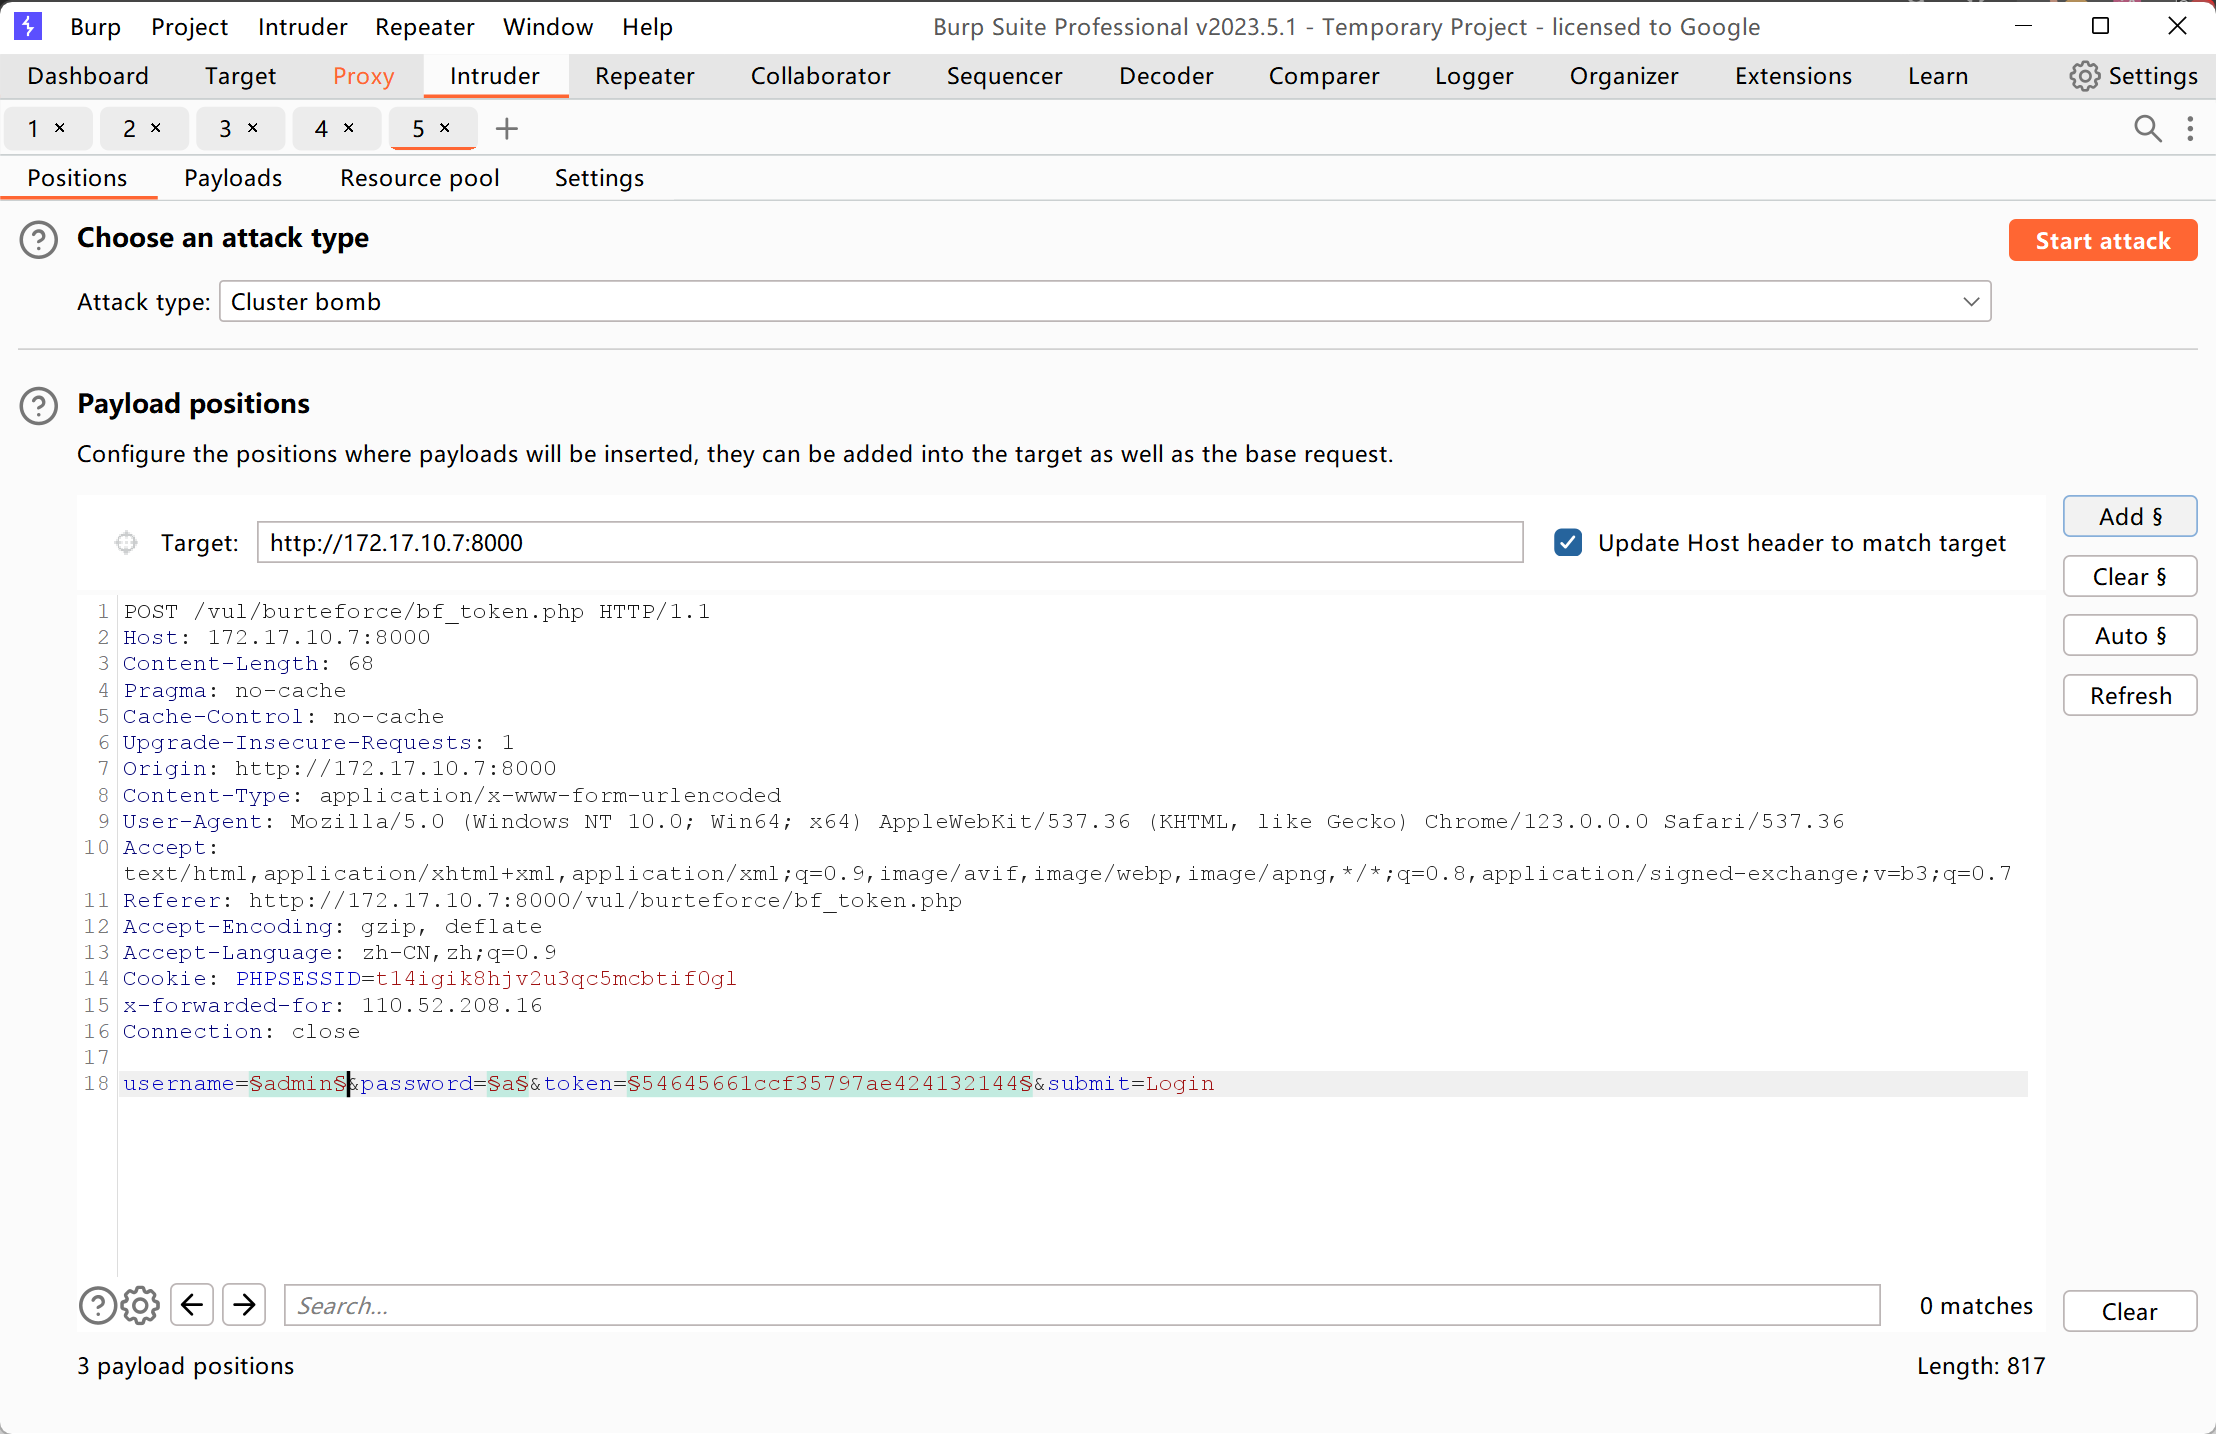 Burp Project Intruder Repeater Window Help Burp Suite Professional v2023.5.1 - Temporary Project - licensed to Google
Dashboard Target Proxy Intruder Repeater Collaborator Sequencer Decoder Comparer Logger Organizer Extensions Learn Settings
1 × 2 × 3 × 4 × 5 × +
Positions Payloads Resource pool Settings
? Choose an attack type Start attack
Attack type: Cluster bomb
? Payload positions
Configure the positions where payloads will be inserted, they can be added into the target as well as the base request.
Add §
Target: http://172.17.10.7:8000 Update Host header to match target
Clear §
Auto §
Refresh
1 POST /vul/burteforce/bf_token.php HTTP/1.1
2 Host: 172.17.10.7:8000
3 Content-Length: 68
4 Pragma: no-cache
5 Cache-Control: no-cache
6 Upgrade-Insecure-Requests: 1
7 Origin: http://172.17.10.7:8000
8 Content-Type: application/x-www-form-urlencoded
9 User-Agent: Mozilla/5.0 (Windows NT 10.0; Win64; x64) AppleWebKit/537.36 (KHTML, like Gecko) Chrome/123.0.0.0 Safari/537.36
10 Accept:
text/html,application/xhtml+xml,application/xml;q=0.9,image/avif,image/webp,image/apng,*/*;q=0.8,application/signed-exchange;v=b3;q=0.7
11 Referer: http://172.17.10.7:8000/vul/burteforce/bf_token.php
12 Accept-Encoding: gzip, deflate
13 Accept-Language: zh-CN,zh;q=0.9
14 Cookie: PHPSESSID=t14igik8hjv2u3qc5mcbtif0gl
15 x-forwarded-for: 110.52.208.16
16 Connection: close
17
18 username=§admin§&password=§a§&token=§54645661ccf35797ae424132144§&submit=Login
? Search... 0 matches Clear
3 payload positions Length: 817